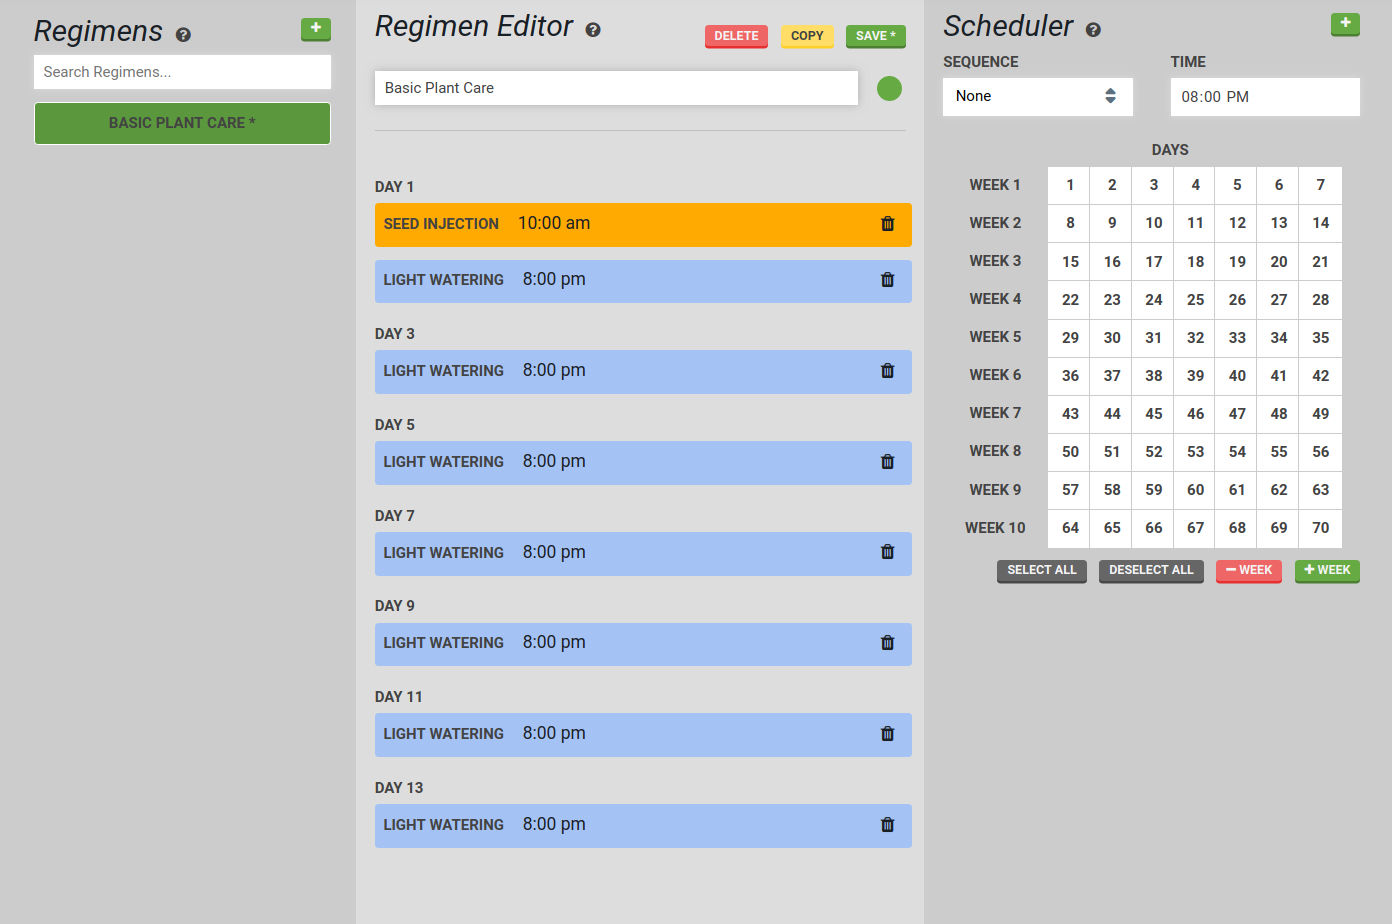 Regimens
Search Regimens...
BASIC PLANT CARE *
Regimen Editor
DELETE COPY SAVE *
Basic Plant Care
DAY 1
SEED INJECTION 10:00 am
LIGHT WATERING 8:00 pm
DAY 3
LIGHT WATERING 8:00 pm
DAY 5
LIGHT WATERING 8:00 pm
DAY 7
LIGHT WATERING 8:00 pm
DAY 9
LIGHT WATERING 8:00 pm
DAY 11
LIGHT WATERING 8:00 pm
DAY 13
LIGHT WATERING 8:00 pm
Scheduler
SEQUENCE TIME
None 08:00 PM
DAYS
WEEK 1 1 2 3 4 5 6 7
WEEK 2 8 9 10 11 12 13 14
WEEK 3 15 16 17 18 19 20 21
WEEK 4 22 23 24 25 26 27 28
WEEK 5 29 30 31 32 33 34 35
WEEK 6 36 37 38 39 40 41 42
WEEK 7 43 44 45 46 47 48 49
WEEK 8 50 51 52 53 54 55 56
WEEK 9 57 58 59 60 61 62 63
WEEK 10 64 65 66 67 68 69 70
SELECT ALL DESELECT ALL − WEEK + WEEK